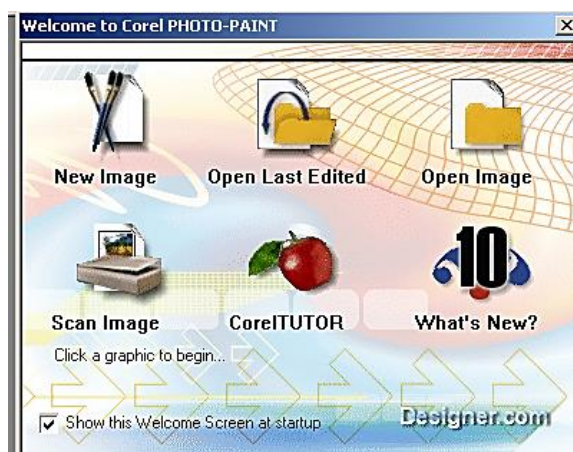 Welcome to Corel PHOTO-PAINT
New Image Open Last Edited Open Image
10
Scan Image CorelTUTOR What's New?
Click a graphic to begin...
Show this Welcome Screen at startup
Designer.com